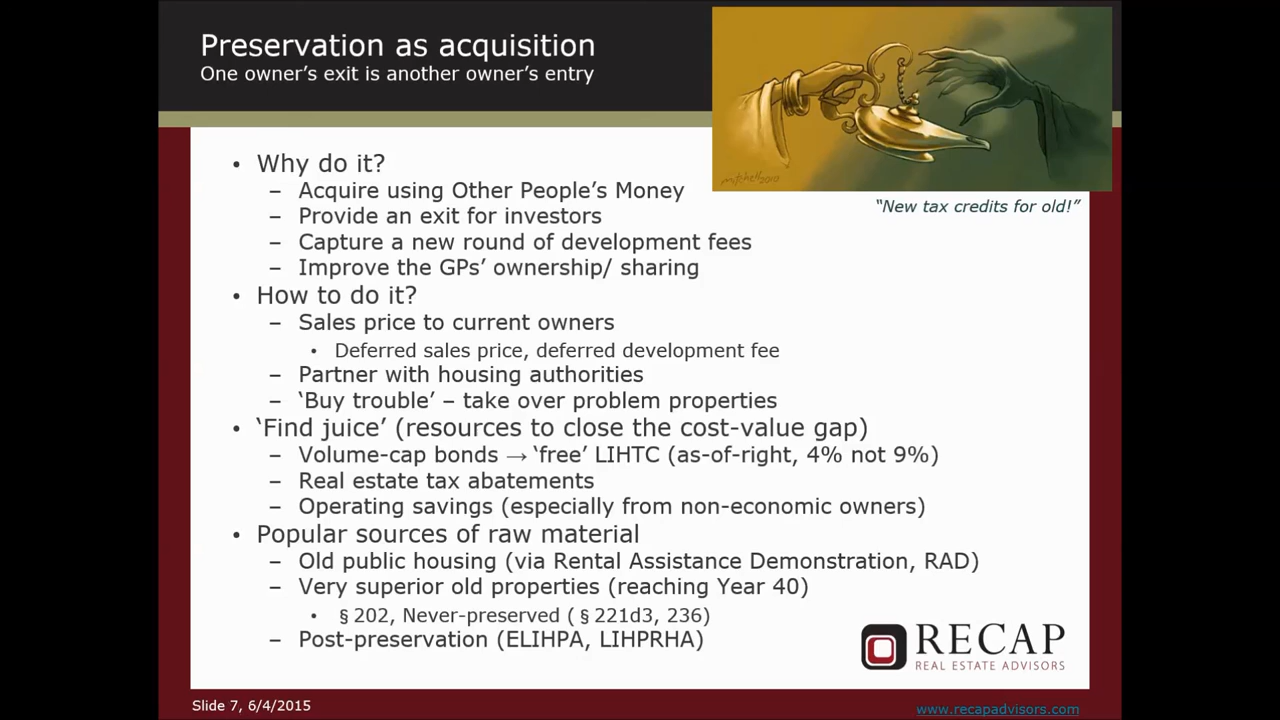 Preservation as acquisition
One owner's exit is another owner's entry
mitchell2010
"New tax credits for old!"
• Why do it?
– Acquire using Other People's Money
– Provide an exit for investors
– Capture a new round of development fees
– Improve the GPs' ownership/ sharing
• How to do it?
– Sales price to current owners
• Deferred sales price, deferred development fee
– Partner with housing authorities
– 'Buy trouble' – take over problem properties
• 'Find juice' (resources to close the cost-value gap)
– Volume-cap bonds → 'free' LIHTC (as-of-right, 4% not 9%)
– Real estate tax abatements
– Operating savings (especially from non-economic owners)
• Popular sources of raw material
– Old public housing (via Rental Assistance Demonstration, RAD)
– Very superior old properties (reaching Year 40)
• §202, Never-preserved (§221d3, 236)
– Post-preservation (ELIHPA, LIHPRHA)
RECAP
REAL ESTATE ADVISORS
Slide 7, 6/4/2015
www.recapadvisors.com